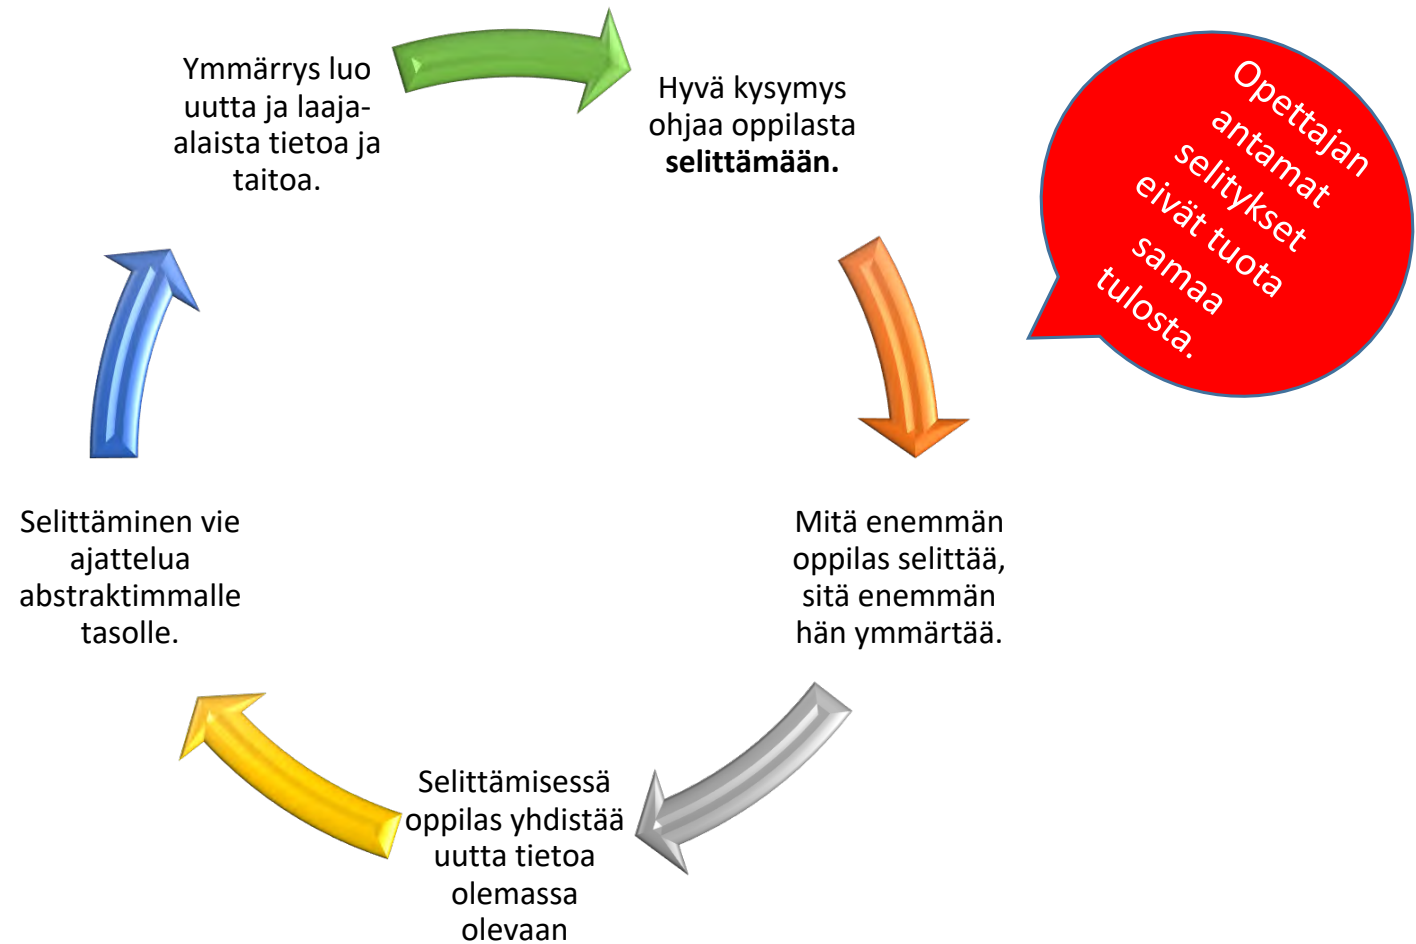 Ymmärrys luo
uutta ja laaja-
alaista tietoa ja
taitoa.
Hyvä kysymys
ohjaa oppilasta
selittämään.
Opettajan
antamat
selitykset
eivät tuota
samaa
tulosta.
Mitä enemmän
oppilas selittää,
sitä enemmän
hän ymmärtää.
Selittämisessä
oppilas yhdistää
uutta tietoa
olemassa
olevaan
Selittäminen vie
ajattelua
abstraktimmalle
tasolle.